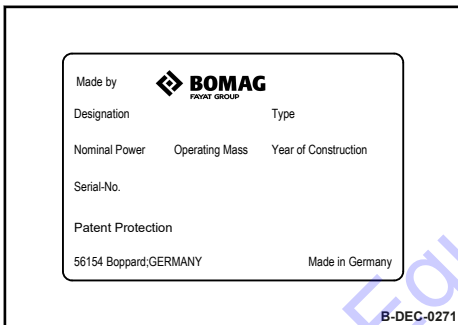 Made by BOMAG
FAYAT GROUP
Designation Type
Nominal Power Operating Mass Year of Construction
Serial-No.
Patent Protection
56154 Boppard;GERMANY Made in Germany
B-DEC-0271